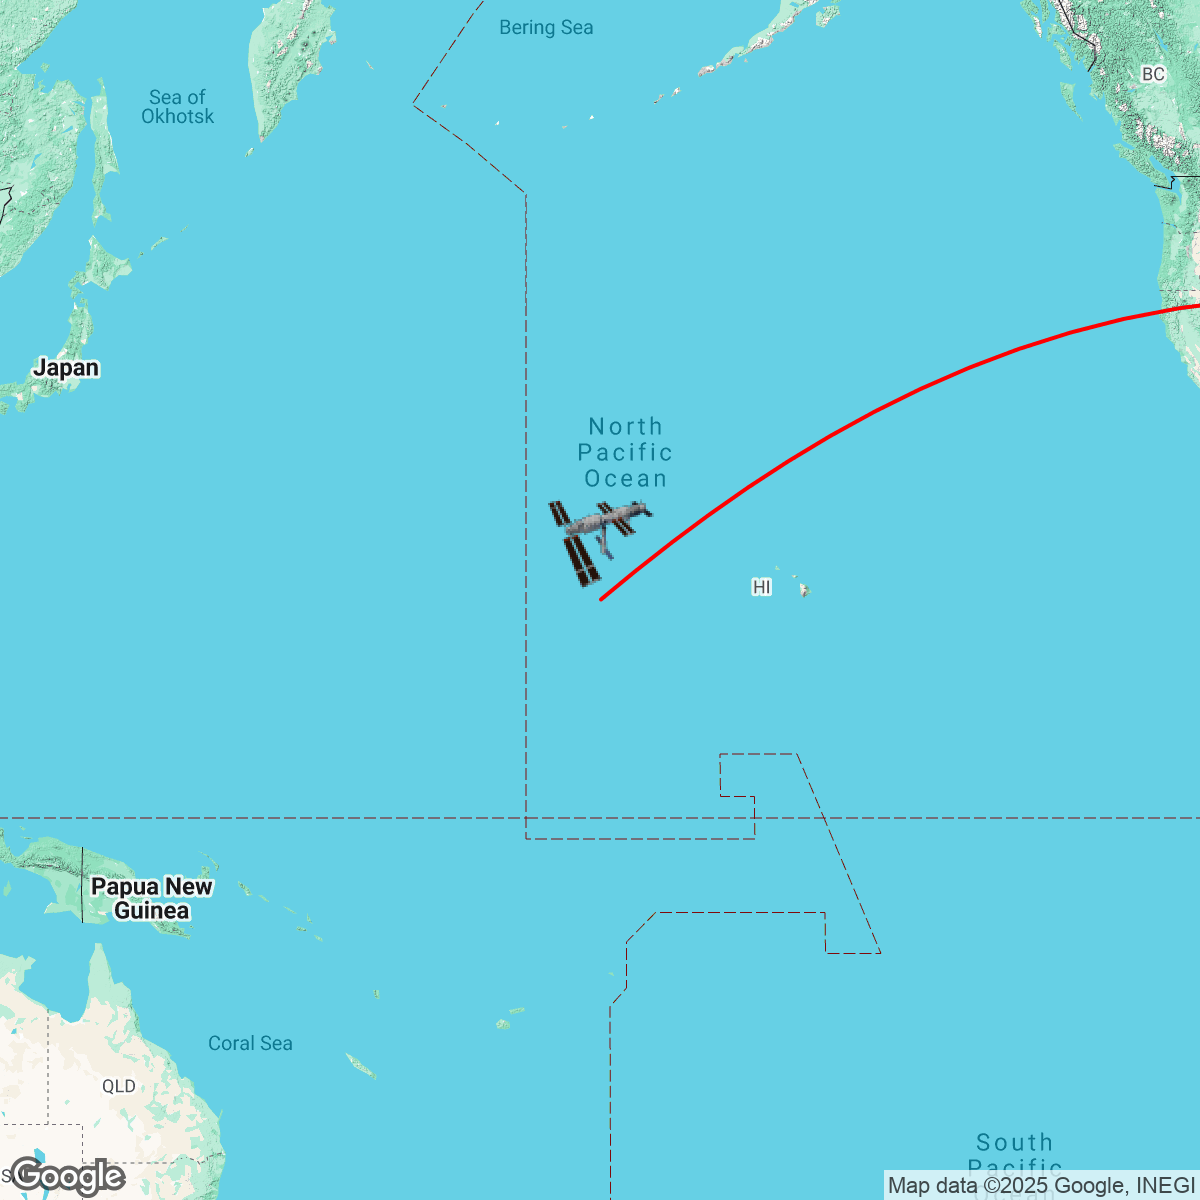 Bering Sea
BC
Sea of
Okhotsk
Japan
North
Pacific
Ocean
HI
Papua New
Guinea
Coral Sea
QLD
South
Pacific
Ocean
Google
Map data ©2025 Google, INEGI